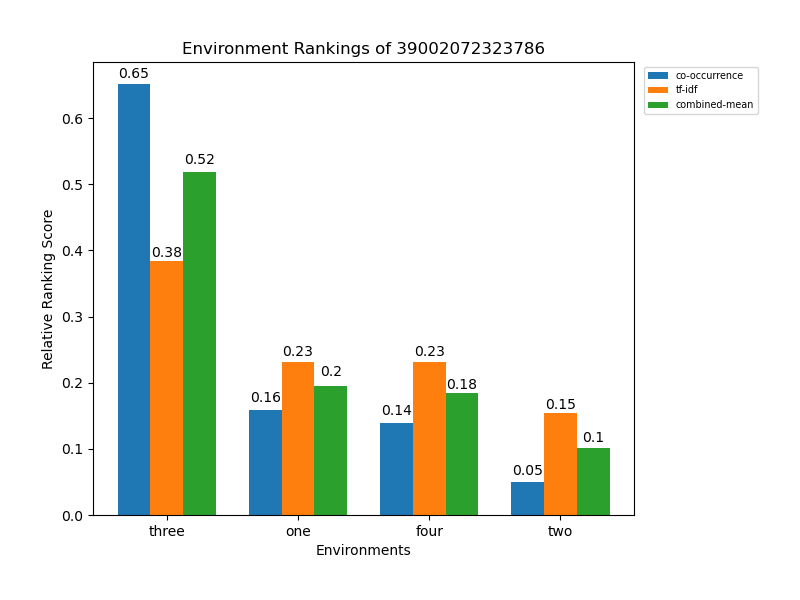 Environment Rankings of 39002072323786
co-occurrence
tf-idf
combined-mean
Relative Ranking Score
0.6
0.5
0.4
0.3
0.2
0.1
0.0
0.65
0.38
0.52
0.16
0.23
0.2
0.14
0.23
0.18
0.05
0.15
0.1
three one four two
Environments